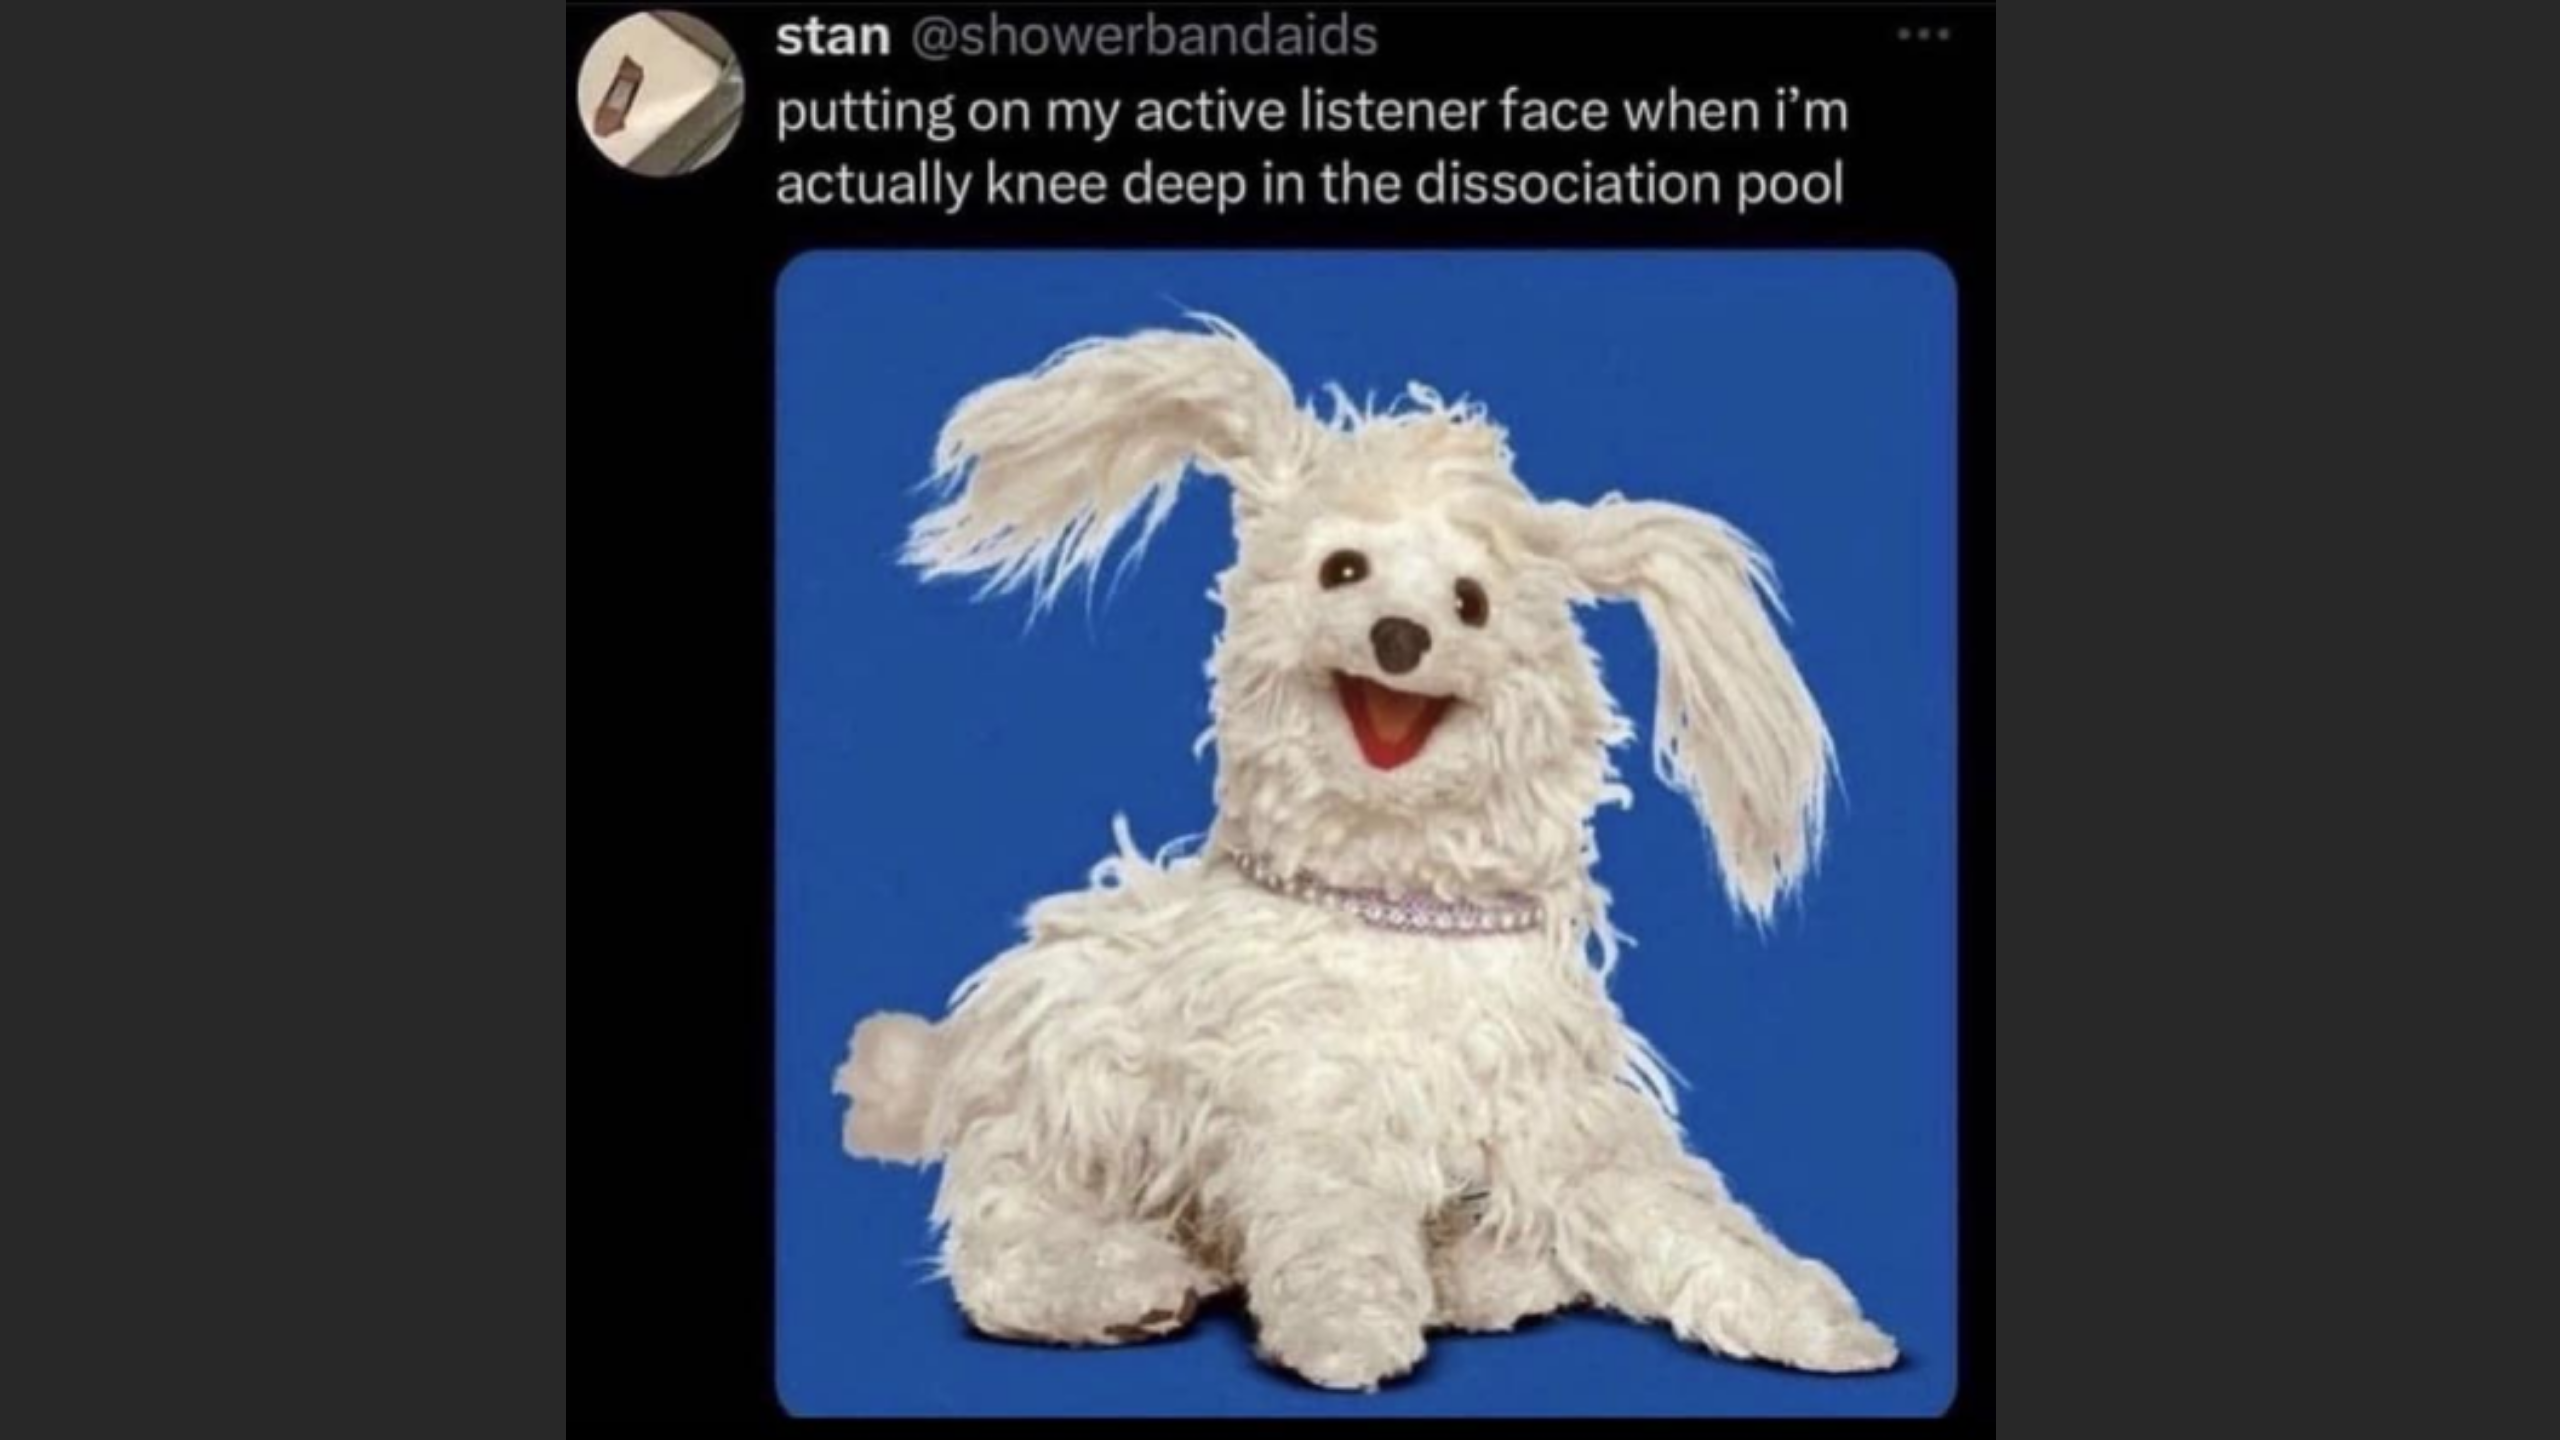 stan @showerbandaids
putting on my active listener face when i’m
actually knee deep in the dissociation pool